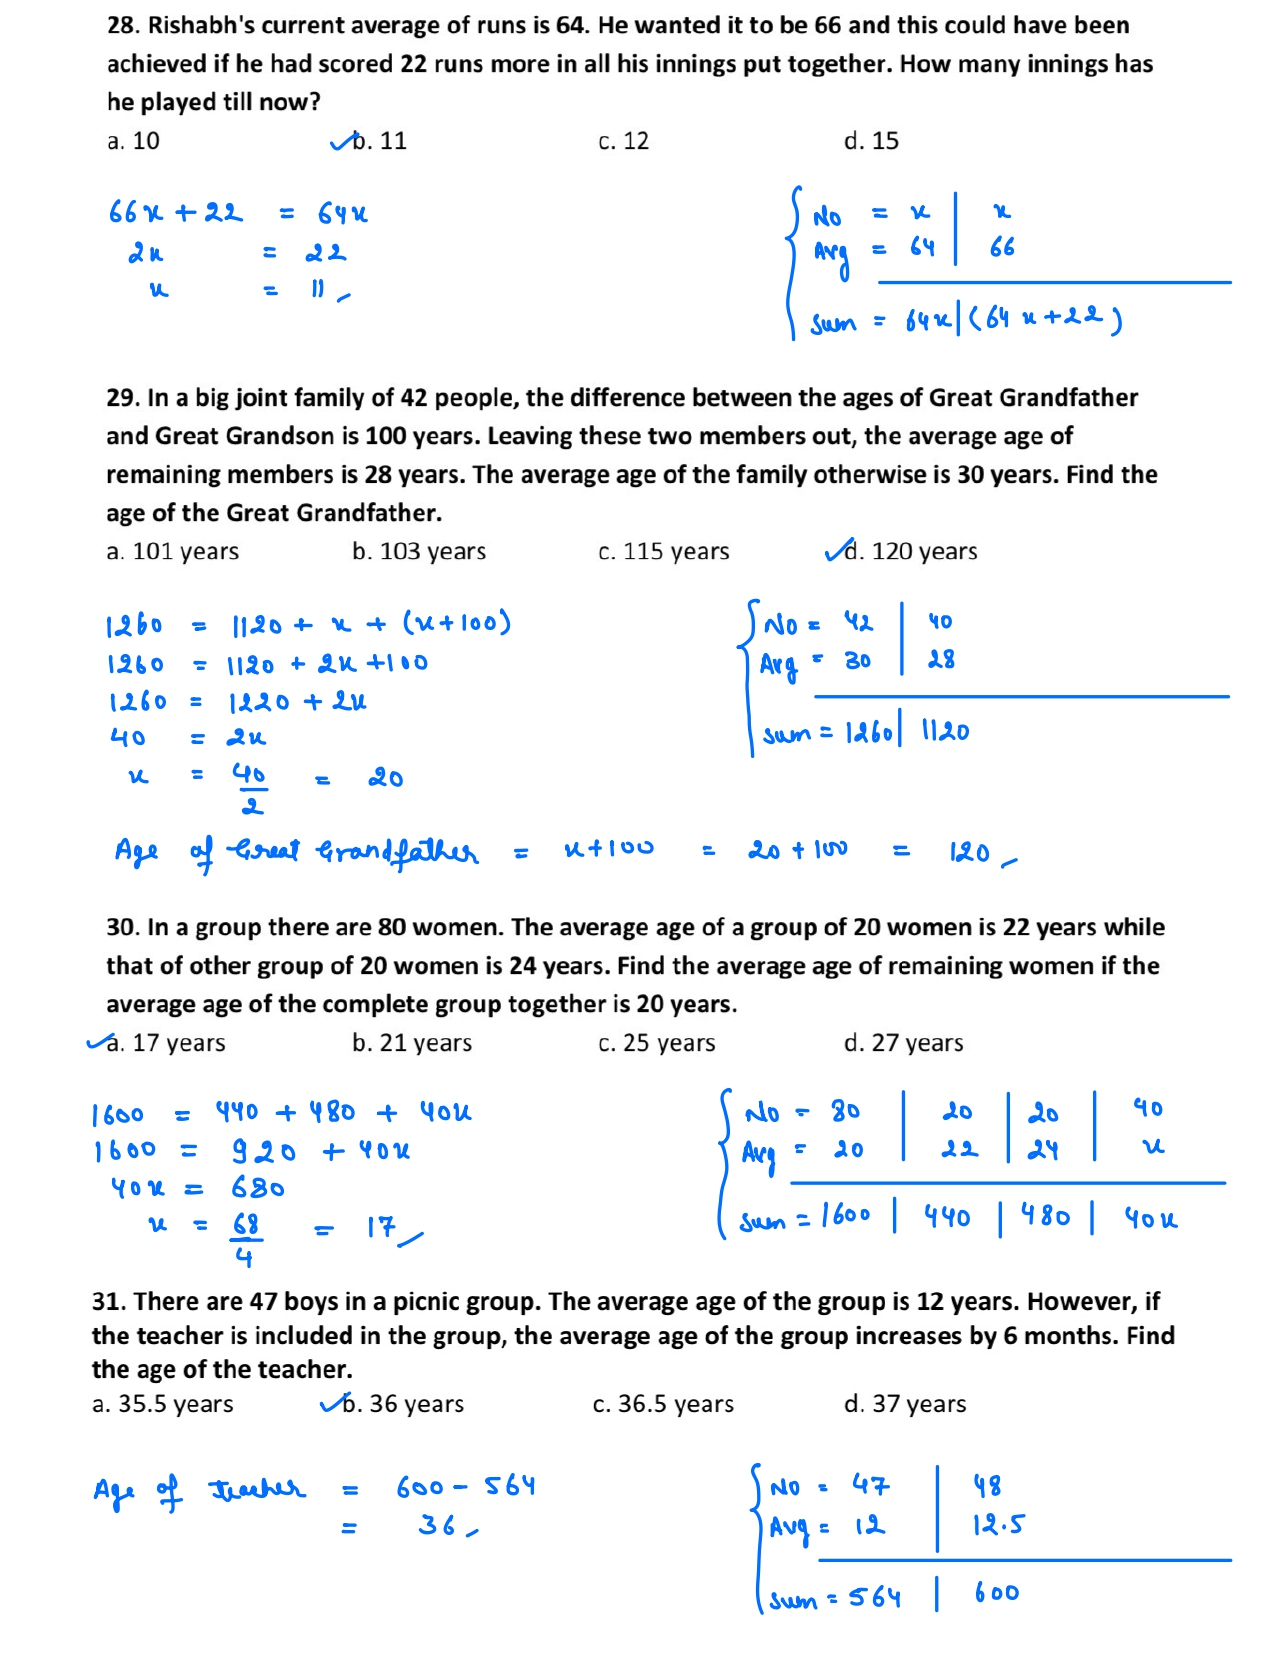 28. Rishabh's current average of runs is 64. He wanted it to be 66 and this could have been
achieved if he had scored 22 runs more in all his innings put together. How many innings has
he played till now?
a. 10 b. 11 c. 12 d. 15
66x + 22 = 64x
2x = 22
x = 11
No = x | x
Avg = 64 | 66
Sum = 64x | (64x+22)
29. In a big joint family of 42 people, the difference between the ages of Great Grandfather
and Great Grandson is 100 years. Leaving these two members out, the average age of
remaining members is 28 years. The average age of the family otherwise is 30 years. Find the
age of the Great Grandfather.
a. 101 years b. 103 years c. 115 years d. 120 years
1260 = 1120 + x + (x+100)
1260 = 1120 + 2x +100
1260 = 1220 + 2x
40 = 2x
x = 40/2 = 20
No = 42 | 40
Avg = 30 | 28
Sum = 1260 | 1120
Age of Great Grandfather = x+100 = 20 + 100 = 120
30. In a group there are 80 women. The average age of a group of 20 women is 22 years while
that of other group of 20 women is 24 years. Find the average age of remaining women if the
average age of the complete group together is 20 years.
a. 17 years b. 21 years c. 25 years d. 27 years
1600 = 440 + 480 + 40x
1600 = 920 + 40x
40x = 680
x = 68/4 = 17
No = 80 | 20 | 20 | 40
Avg = 20 | 22 | 24 | x
Sum = 1600 | 440 | 480 | 40x
31. There are 47 boys in a picnic group. The average age of the group is 12 years. However, if
the teacher is included in the group, the average age of the group increases by 6 months. Find
the age of the teacher.
a. 35.5 years b. 36 years c. 36.5 years d. 37 years
Age of Teacher = 600 - 564
= 36
No = 47 | 48
Avg = 12 | 12.5
Sum = 564 | 600